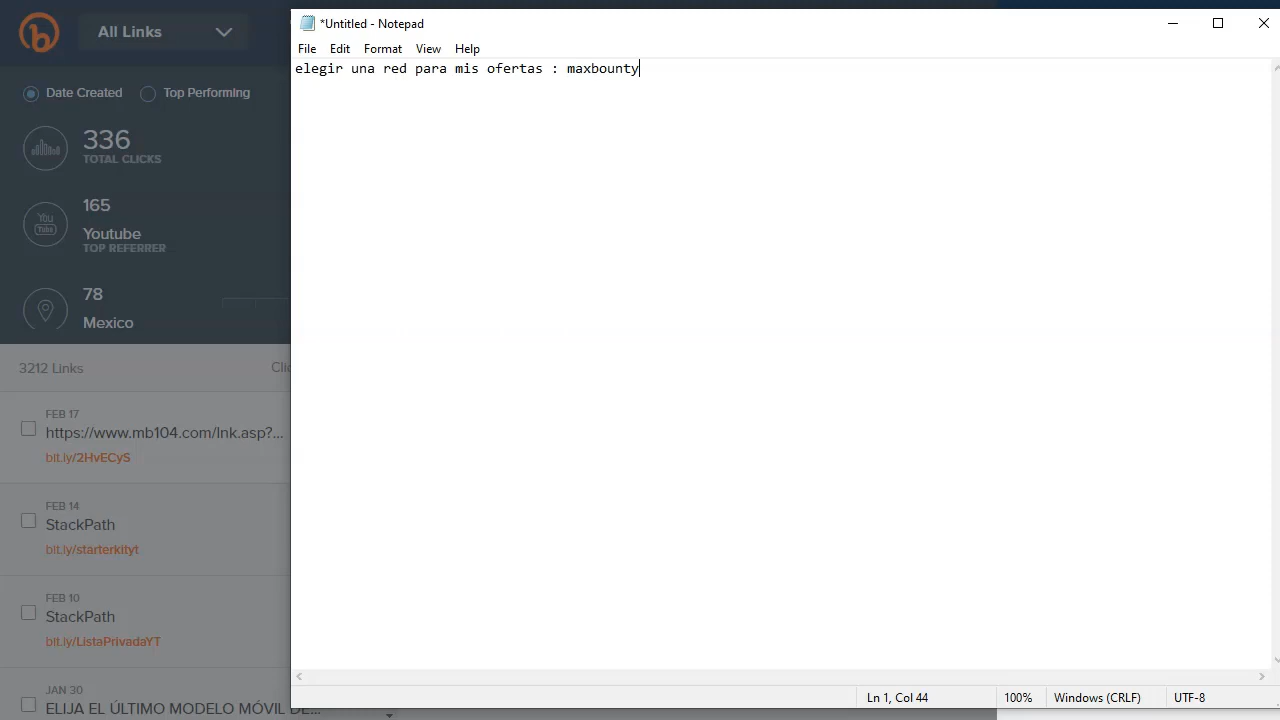 All Links
Date Created
Top Performing
336
TOTAL CLICKS
You
Tube
165
Youtube
TOP REFERRER
78
Mexico
3212 Links
Clic
FEB 17
https://www.mb104.com/lnk.asp?...
bit.ly/2HvECyS
FEB 14
StackPath
bit.ly/starterkityt
FEB 10
StackPath
bit.ly/ListaPrivadaYT
JAN 30
ELIJA EL ÚLTIMO MODELO MÓVIL DE...
*Untitled - Notepad
File Edit Format View Help
elegir una red para mis ofertas : maxbounty
Ln 1, Col 44
100%
Windows (CRLF)
UTF-8